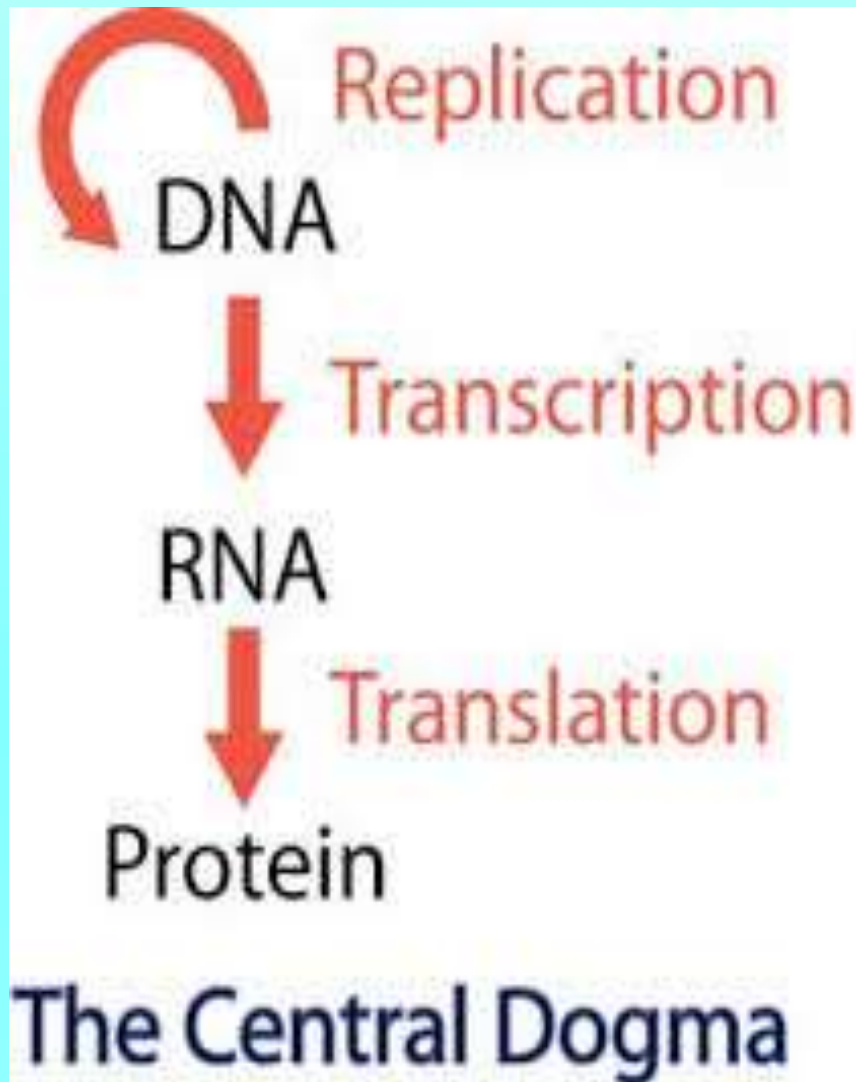 Replication
DNA
Transcription
RNA
Translation
Protein
The Central Dogma